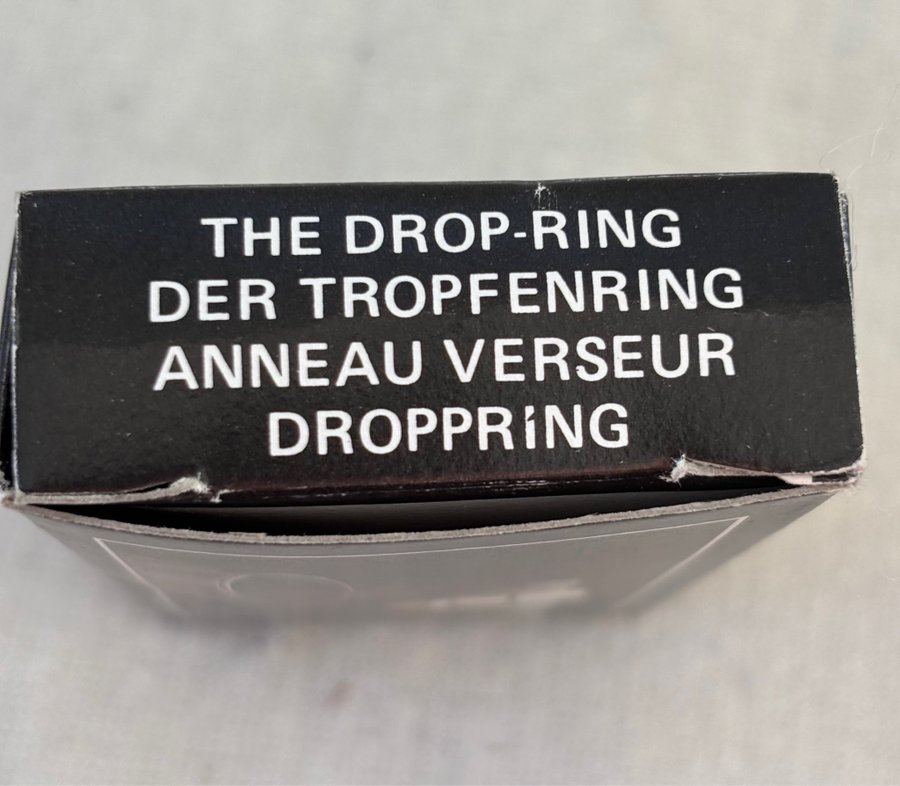 THE DROP-RING
DER TROPFENRING
ANNEAU VERSEUR
DROPPRING